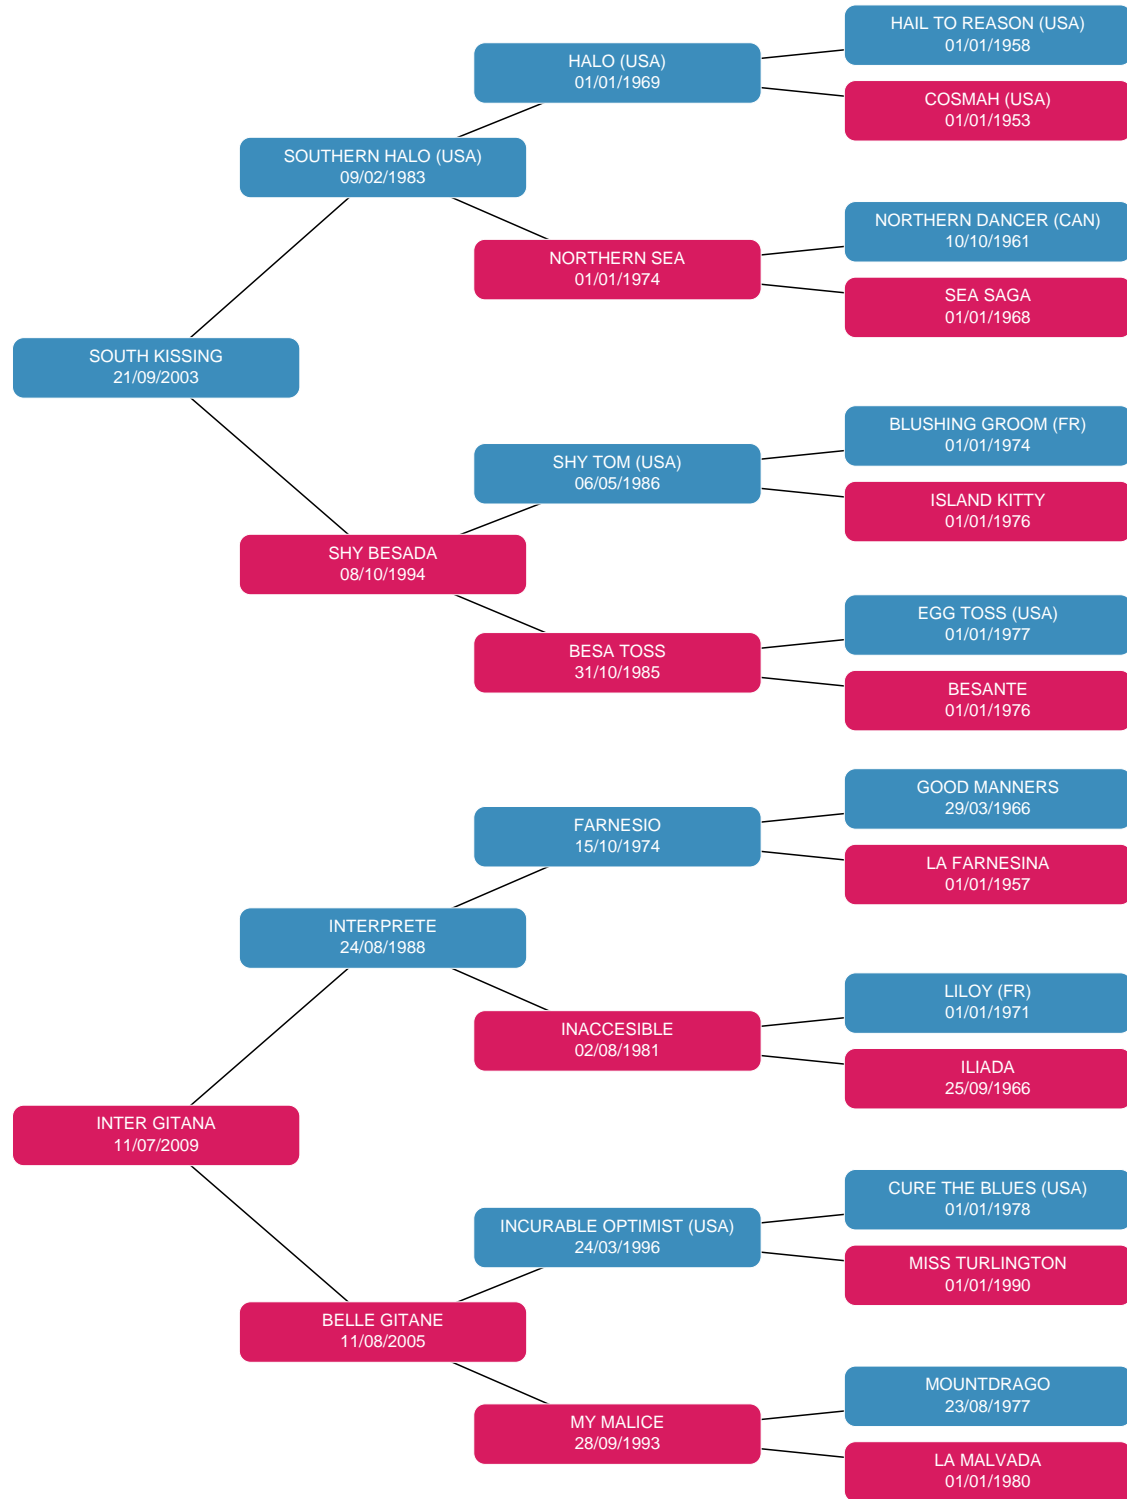 HAIL TO REASON (USA)
01/01/1958
HALO (USA)
01/01/1969
COSMAH (USA)
01/01/1953
SOUTHERN HALO (USA)
09/02/1983
NORTHERN DANCER (CAN)
10/10/1961
NORTHERN SEA
01/01/1974
SEA SAGA
01/01/1968
SOUTH KISSING
21/09/2003
BLUSHING GROOM (FR)
01/01/1974
SHY TOM (USA)
06/05/1986
ISLAND KITTY
01/01/1976
SHY BESADA
08/10/1994
EGG TOSS (USA)
01/01/1977
BESA TOSS
31/10/1985
BESANTE
01/01/1976
GOOD MANNERS
29/03/1966
FARNESIO
15/10/1974
LA FARNESINA
01/01/1957
INTERPRETE
24/08/1988
LILOY (FR)
01/01/1971
INACCESIBLE
02/08/1981
ILIADA
25/09/1966
INTER GITANA
11/07/2009
CURE THE BLUES (USA)
01/01/1978
INCURABLE OPTIMIST (USA)
24/03/1996
MISS TURLINGTON
01/01/1990
BELLE GITANE
11/08/2005
MOUNTDRAGO
23/08/1977
MY MALICE
28/09/1993
LA MALVADA
01/01/1980